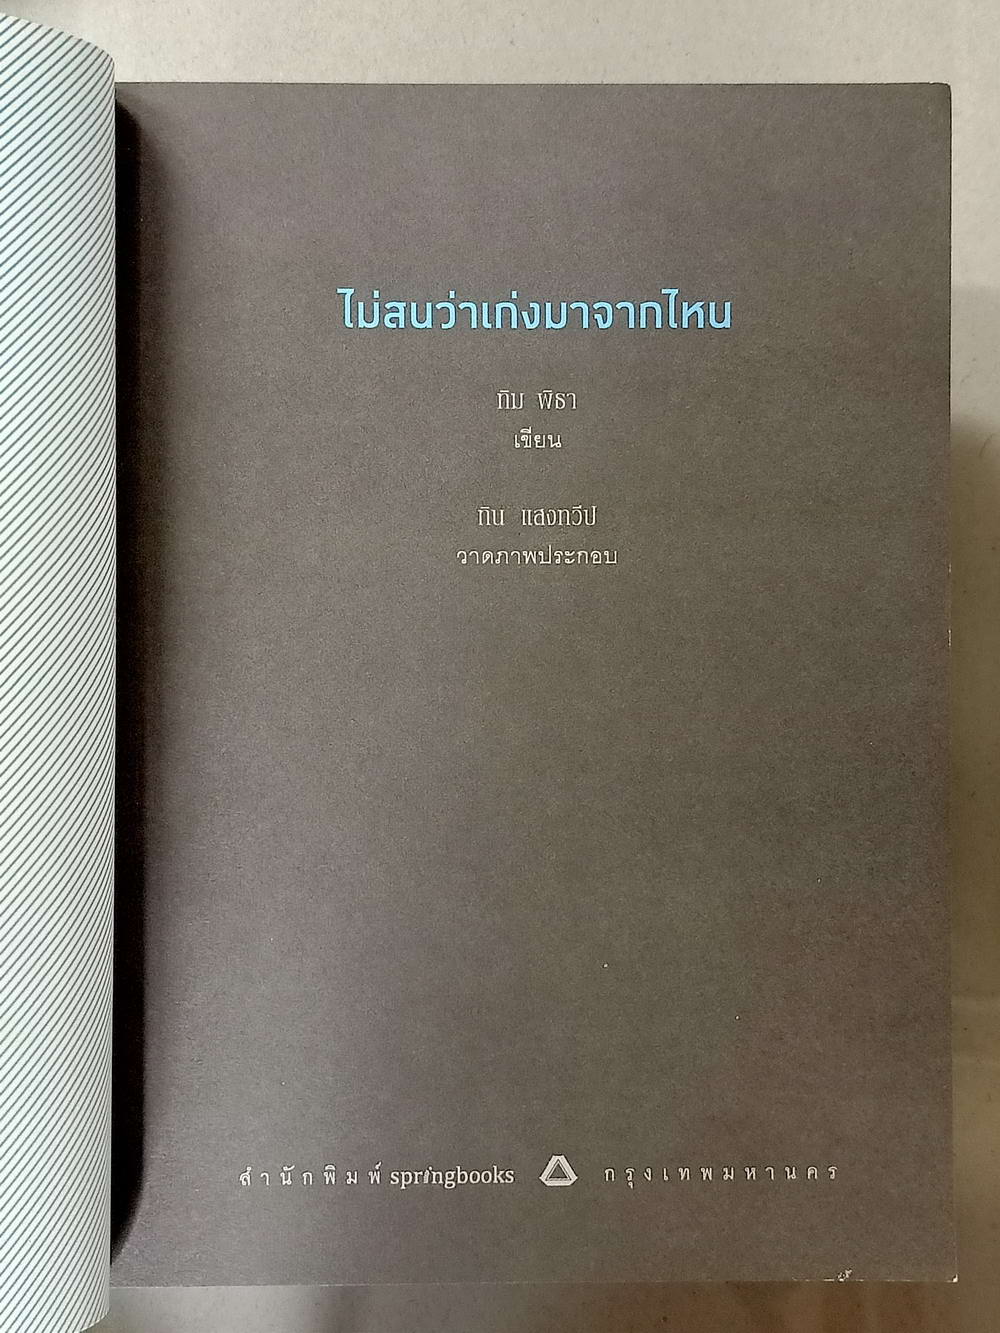 ไม่สนว่าเก่งมาจากไหน
ทิม พิธา
เขียน
ทิน แสงทวีป
วาดภาพประกอบ
สำนักพิมพ์ springbooks กรุงเทพมหานคร